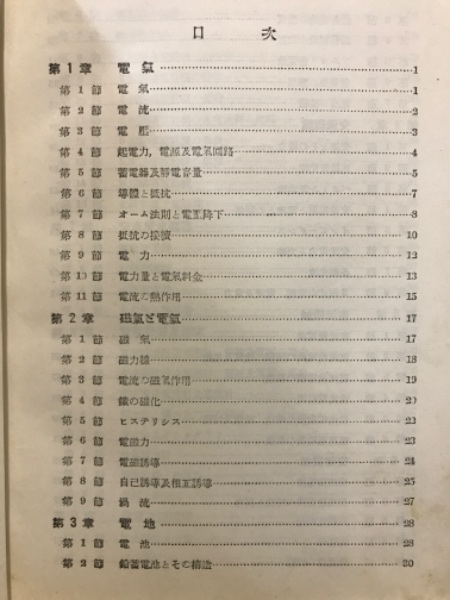 目 次
第1章 電氣 1
第1節 電氣 1
第2節 電流 2
第3節 電壓 3
第4節 起電力，電源及電氣回路 4
第5節 蓄電器及靜電容量 5
第6節 導體と抵抗 7
第7節 オーム法則と電壓降下 8
第8節 抵抗の接續 10
第9節 電力 12
第10節 電力量と電氣料金 13
第11節 電流の熱作用 15
第2章 磁氣と電氣 17
第1節 磁氣 17
第2節 磁力線 18
第3節 電流の磁氣作用 19
第4節 鐵の磁化 20
第5節 ヒステリシス 22
第6節 電磁力 23
第7節 電磁誘導 24
第8節 自己誘導及相互誘導 25
第9節 渦流 27
第3章 電地 28
第1節 電池 28
第2節 鉛蓄電池とその構造 30